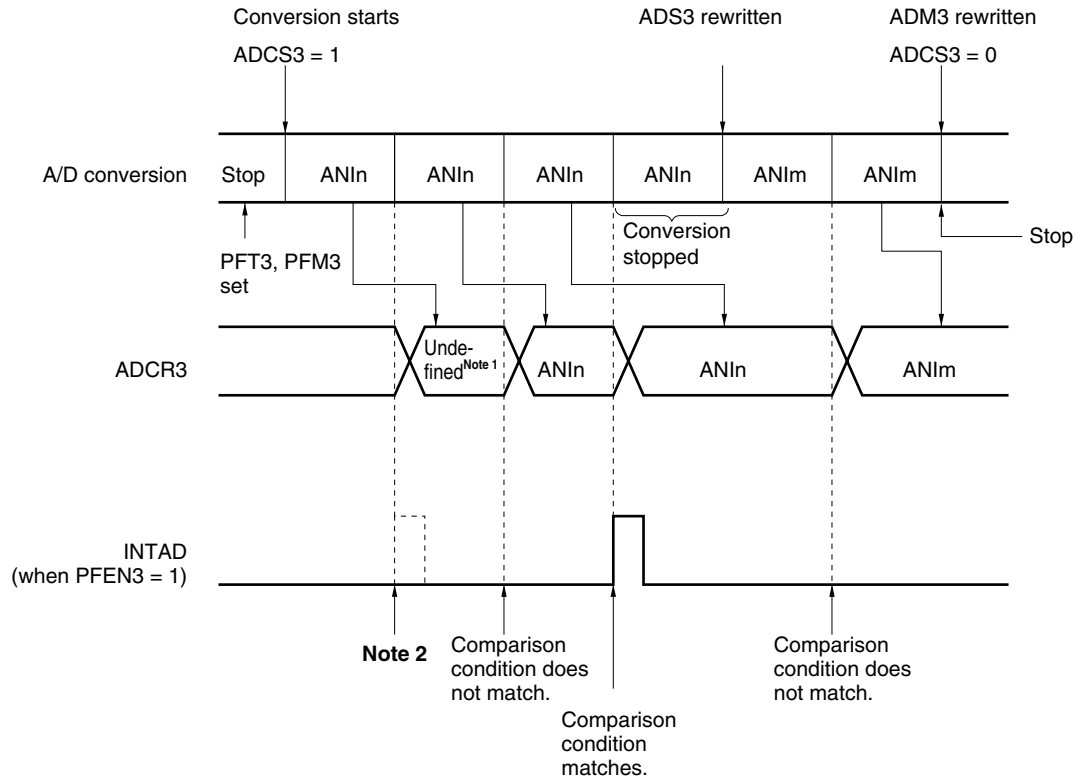 Conversion starts
ADCS3 = 1
ADS3 rewritten
ADM3 rewritten
ADCS3 = 0
A/D conversion
Stop
ANIn
ANIn
ANIn
ANIn
ANIm
ANIm
PFT3, PFM3
set
Conversion
stopped
Stop
ADCR3
Unde-
fined Note 1
ANIn
ANIn
ANIm
INTAD
(when PFEN3 = 1)
Note 2
Comparison
condition does
not match.
Comparison
condition
matches.
Comparison
condition does
not match.